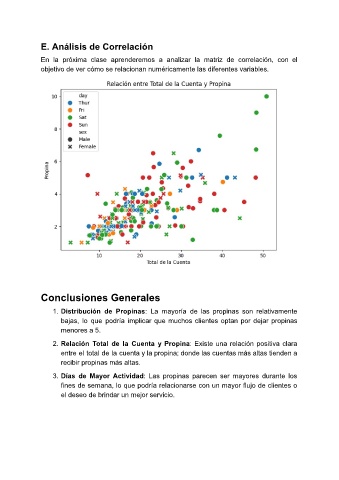 E. Análisis de Correlación
En la próxima clase aprenderemos a analizar la matriz de correlación, con el
objetivo de ver cómo se relacionan numéricamente las diferentes variables.
Relación entre Total de la Cuenta y Propina
day
Thur
Fri
Sat
Sun
sex
Male
Female
10
8
6
4
2
Propina
10 20 30 40 50
Total de la Cuenta
Conclusiones Generales
1. Distribución de Propinas: La mayoría de las propinas son relativamente
bajas, lo que podría implicar que muchos clientes optan por dejar propinas
menores a 5.
2. Relación Total de la Cuenta y Propina: Existe una relación positiva clara
entre el total de la cuenta y la propina; donde las cuentas más altas tienden a
recibir propinas más altas.
3. Días de Mayor Actividad: Las propinas parecen ser mayores durante los
fines de semana, lo que podría relacionarse con un mayor flujo de clientes o
el deseo de brindar un mejor servicio.